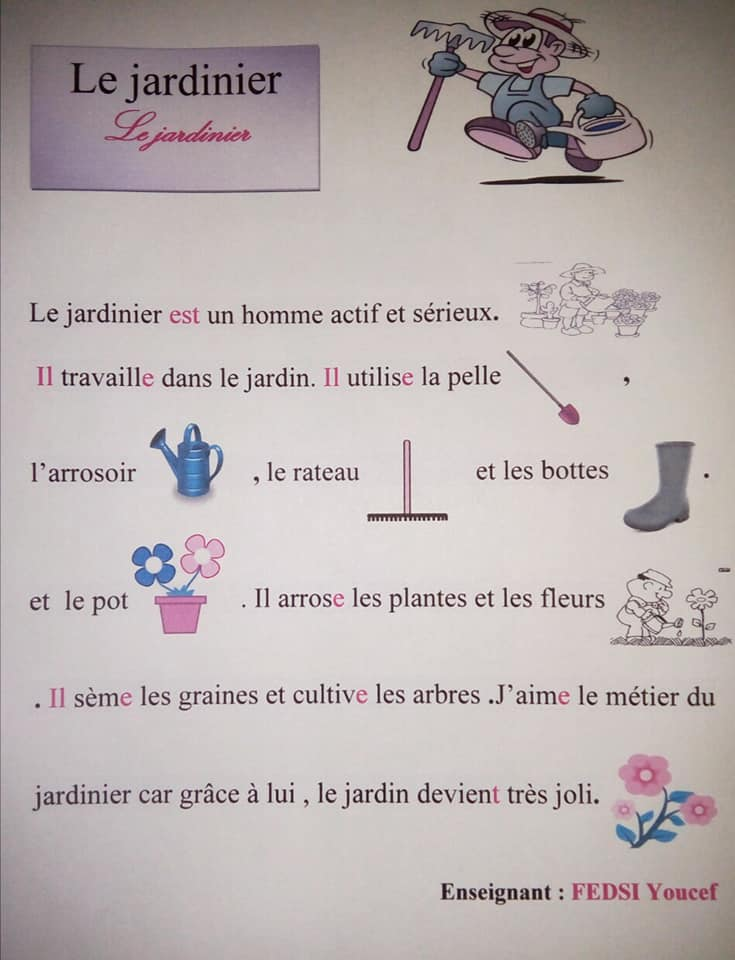 Le jardinier
Le jardinier
Le jardinier est un homme actif et sérieux.
Il travaille dans le jardin. Il utilise la pelle ,
l’arrosoir , le rateau et les bottes .
et le pot . Il arrose les plantes et les fleurs
. Il sème les graines et cultive les arbres .J’aime le métier du
jardinier car grâce à lui , le jardin devient très joli.
Enseignant : FEDSI Youcef